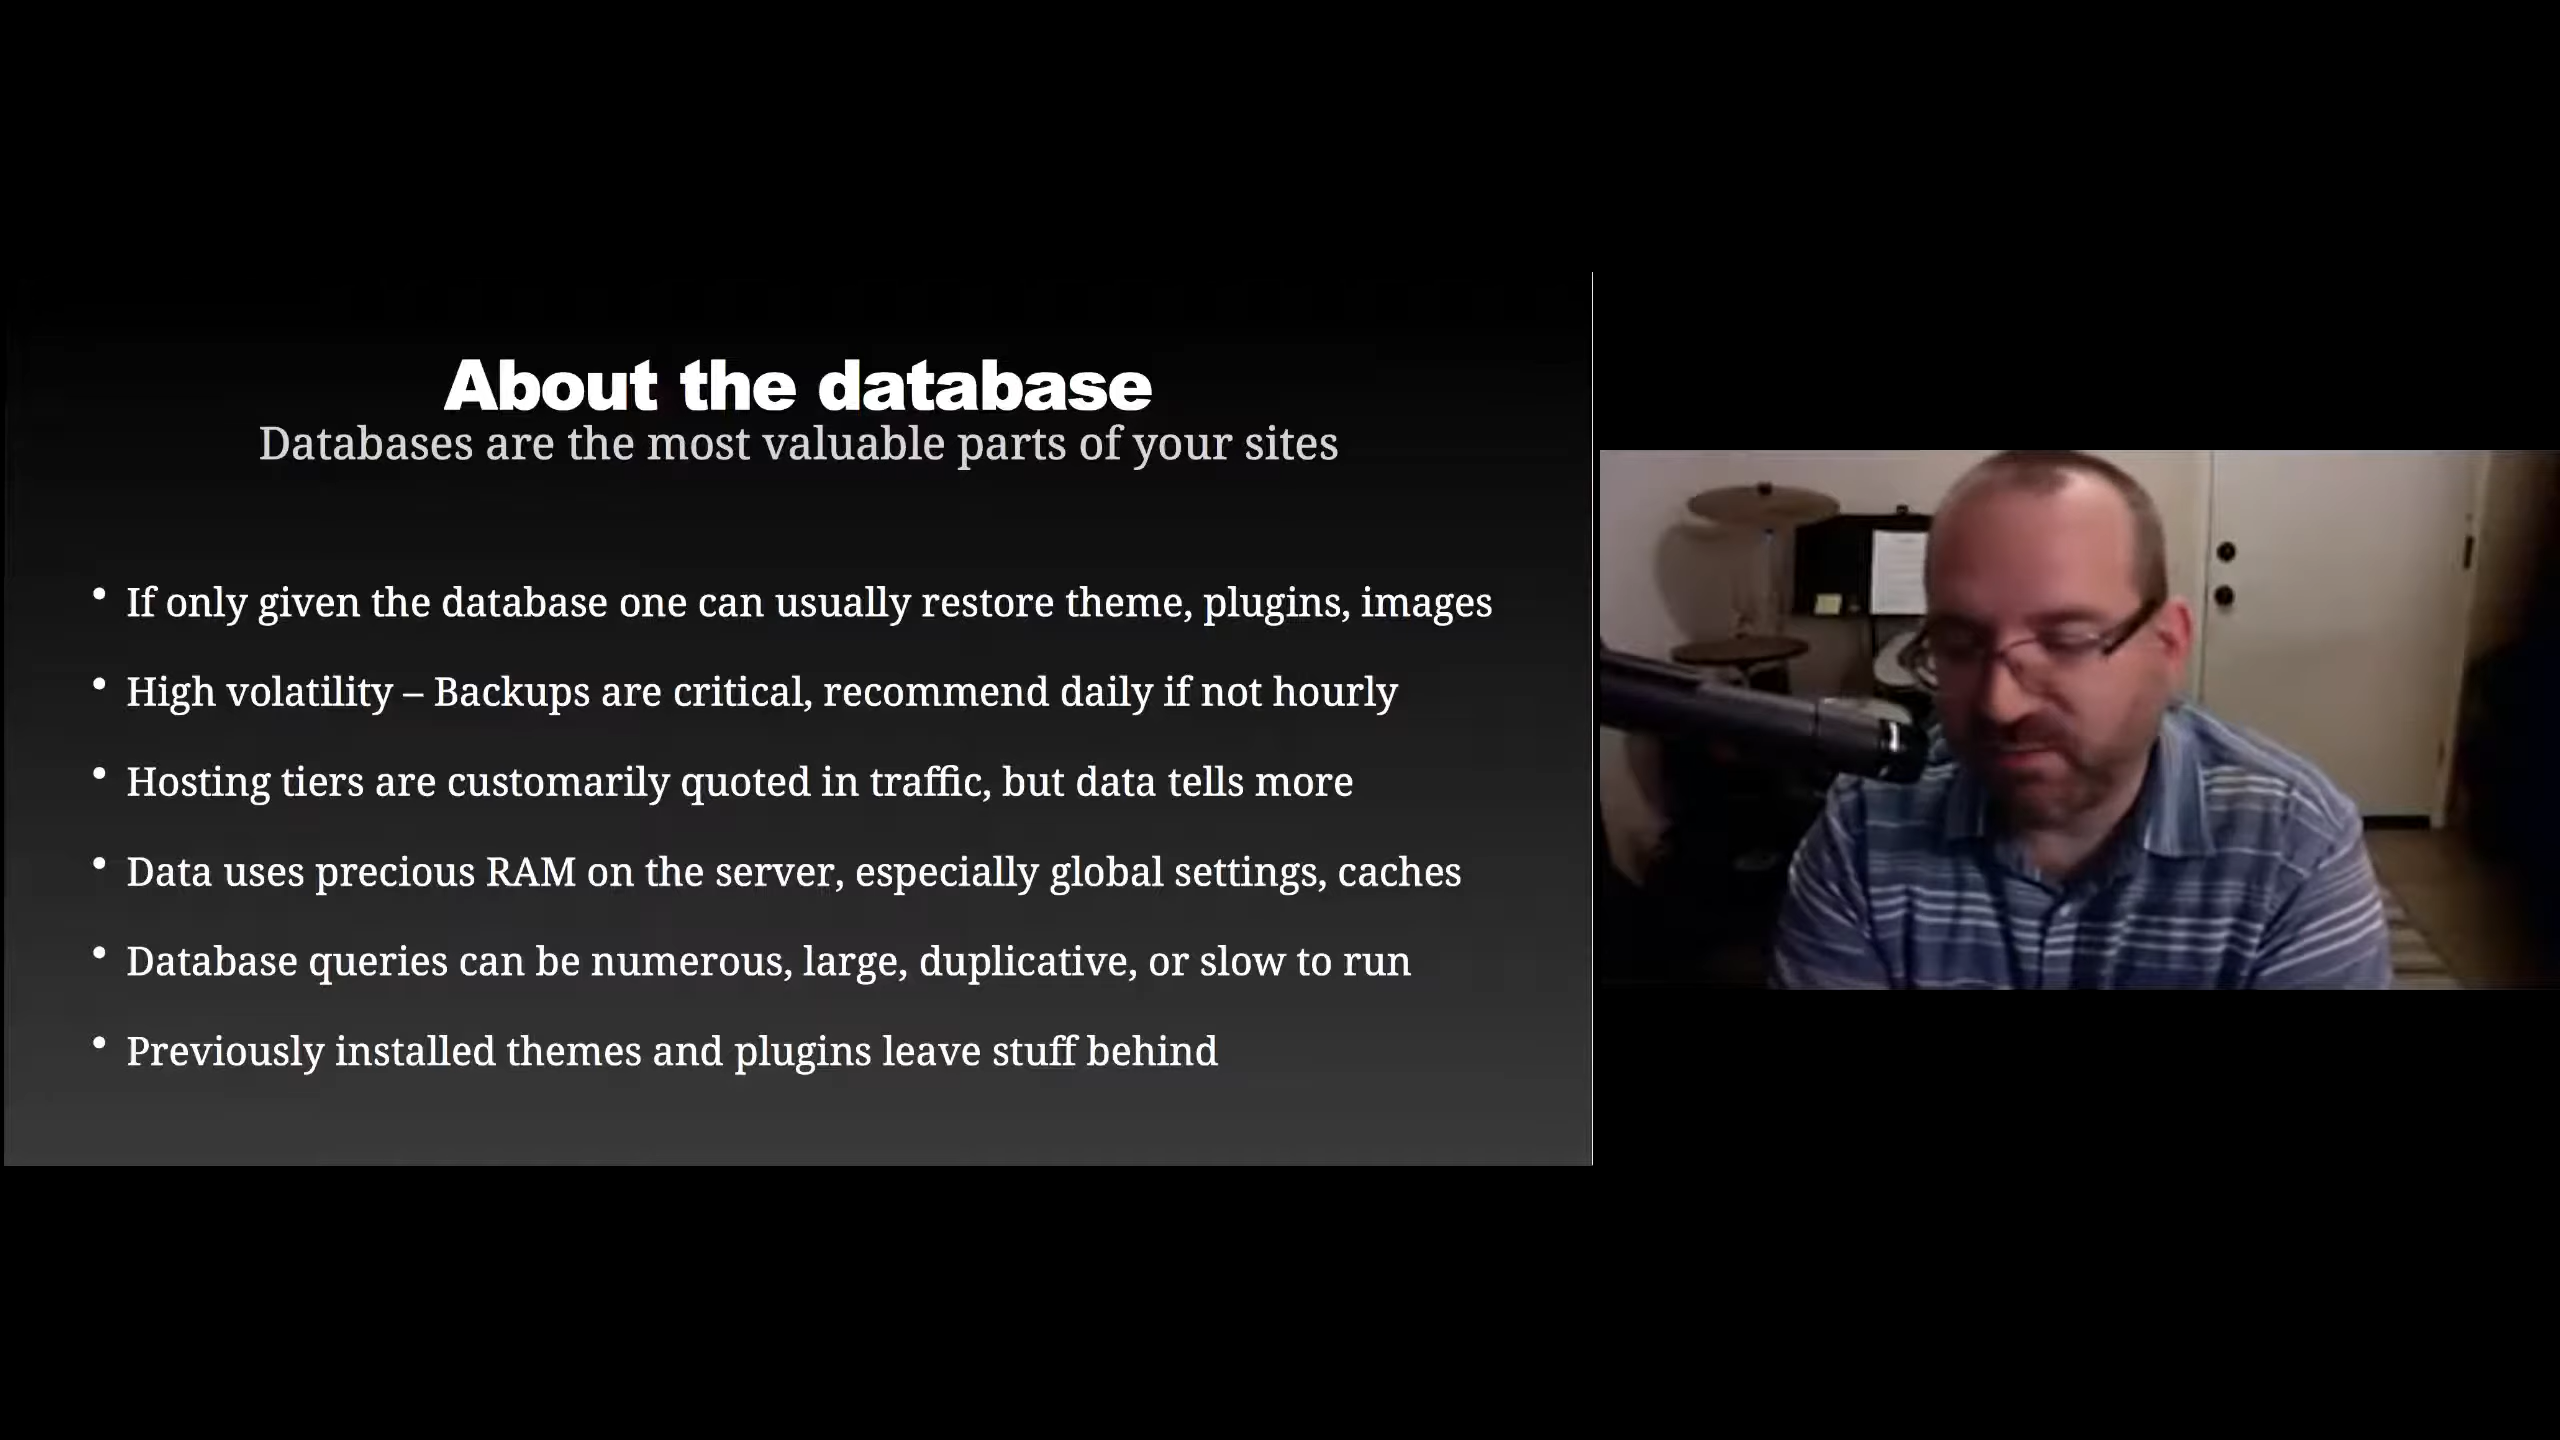 About the database
Databases are the most valuable parts of your sites
• If only given the database one can usually restore theme, plugins, images
• High volatility – Backups are critical, recommend daily if not hourly
• Hosting tiers are customarily quoted in traffic, but data tells more
• Data uses precious RAM on the server, especially global settings, caches
• Database queries can be numerous, large, duplicative, or slow to run
• Previously installed themes and plugins leave stuff behind